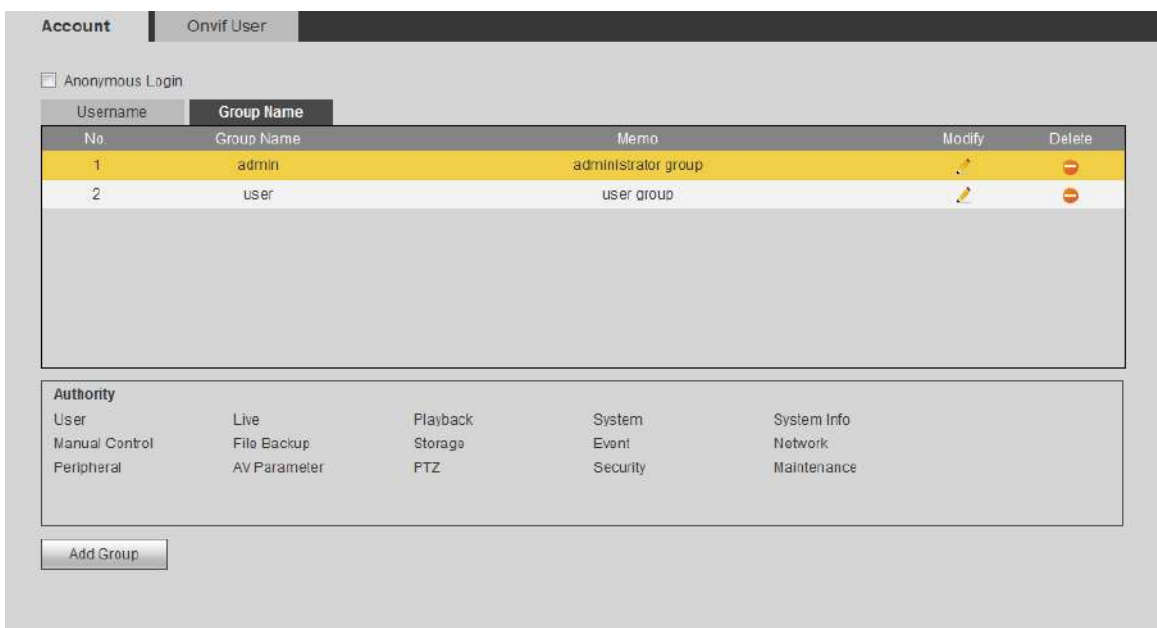 Account Onvif User
Anonymous Login
Username Group Name
No. Group Name Memo Modify Delete
1 admin administrator group
2 user user group
Authority
User Live Playback System System Info
Manual Control File Backup Storage Event Network
Peripheral AV Parameter PTZ Security Maintenance
Add Group